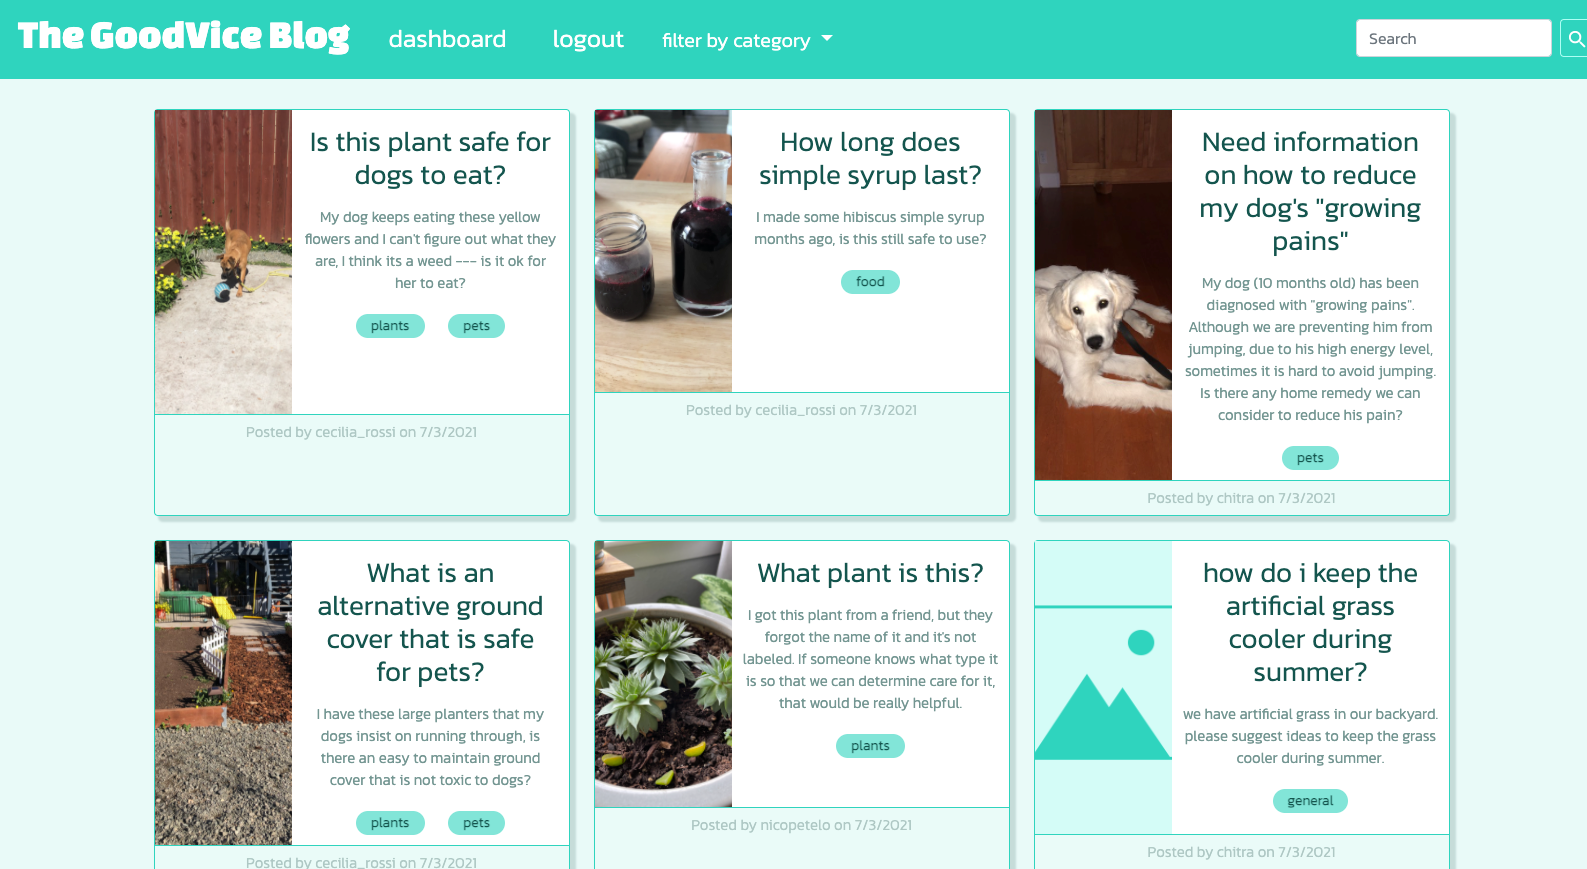 The GoodVice Blog
dashboard
logout
filter by category
Search
Is this plant safe for
dogs to eat?
My dog keeps eating these yellow
flowers and I can't figure out what they
are, I think its a weed --- is it ok for
her to eat?
plants pets
Posted by cecilia_rossi on 7/3/2021
How long does
simple syrup last?
I made some hibiscus simple syrup
months ago, is this still safe to use?
food
Posted by cecilia_rossi on 7/3/2021
Need information
on how to reduce
my dog's "growing
pains"
My dog (10 months old) has been
diagnosed with "growing pains".
Although we are preventing him from
jumping, due to his high energy level,
sometimes it is hard to avoid jumping.
Is there any home remedy we can
consider to reduce his pain?
pets
Posted by chitra on 7/3/2021
What is an
alternative ground
cover that is safe
for pets?
I have these large planters that my
dogs insist on running through, is
there an easy to maintain ground
cover that is not toxic to dogs?
plants pets
Posted by cecilia_rossi on 7/3/2021
What plant is this?
I got this plant from a friend, but they
forgot the name of it and it's not
labeled. If someone knows what type it
is so that we can determine care for it,
that would be really helpful.
plants
Posted by nicopetelo on 7/3/2021
how do i keep the
artificial grass
cooler during
summer?
we have artificial grass in our backyard.
please suggest ideas to keep the grass
cooler during summer.
general
Posted by chitra on 7/3/2021